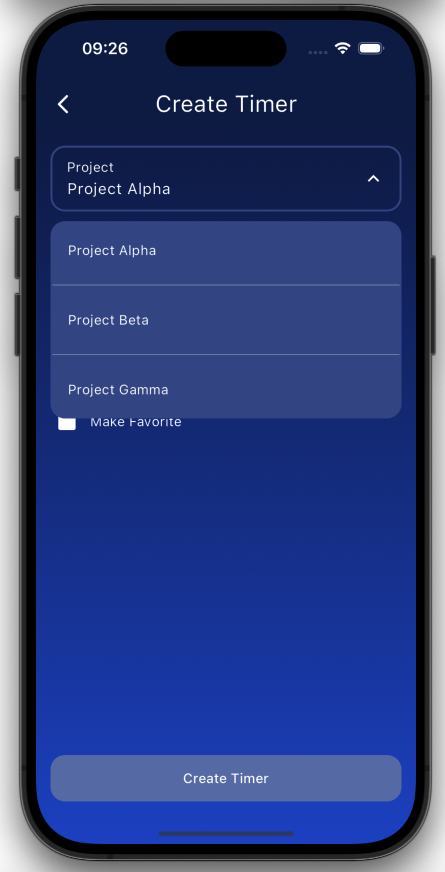 09:26
Create Timer
Project
Project Alpha
Project Alpha
Project Beta
Project Gamma
Make Favorite
Create Timer